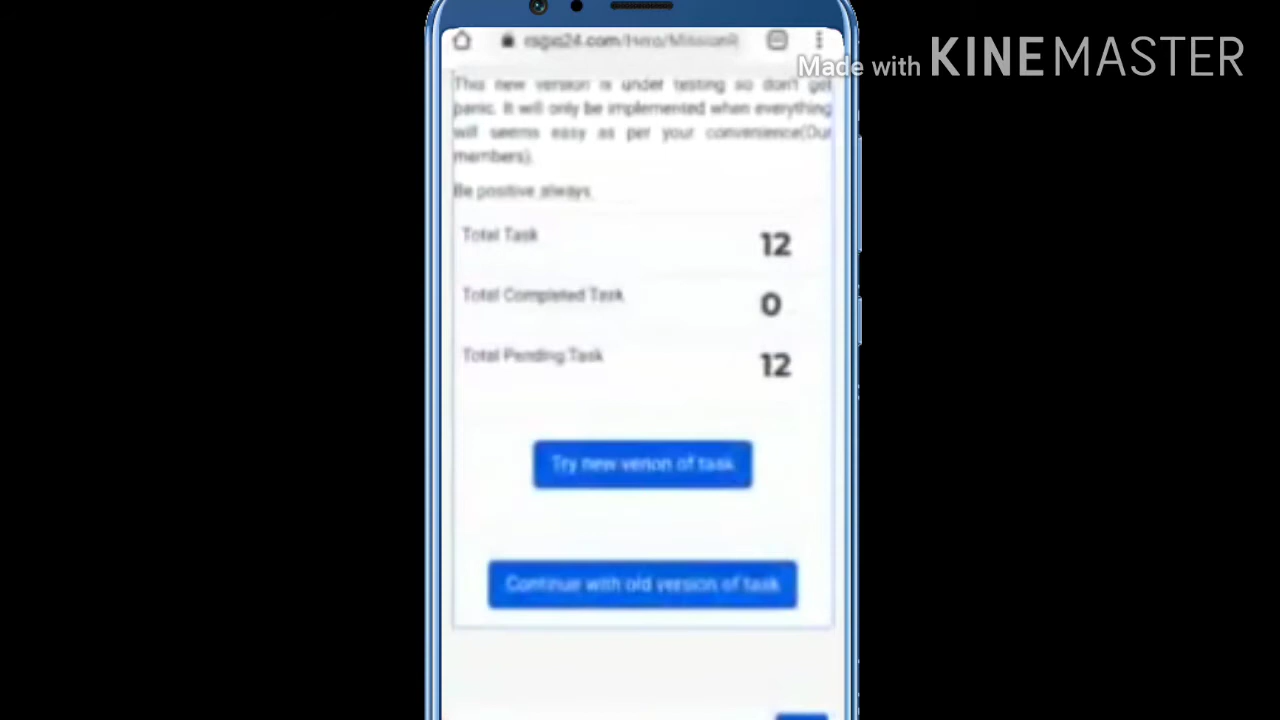 Made with KINEMASTER
This new version is under testing so don't get
panic. It will only be implemented when everything
will seems easy as per your convenience(Our
members).
Be positive always
Total Task 12
Total Completed Task 0
Total Pending Task 12
Try new verion of task
Continue with old version of task